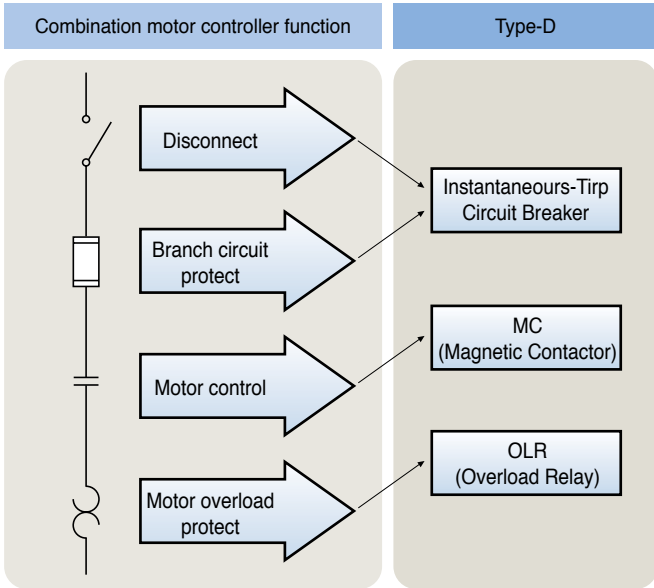 Combination motor controller function
Type-D
Disconnect
Branch circuit
protect
Motor control
Motor overload
protect
Instantaneours-Tirp
Circuit Breaker
MC
(Magnetic Contactor)
OLR
(Overload Relay)